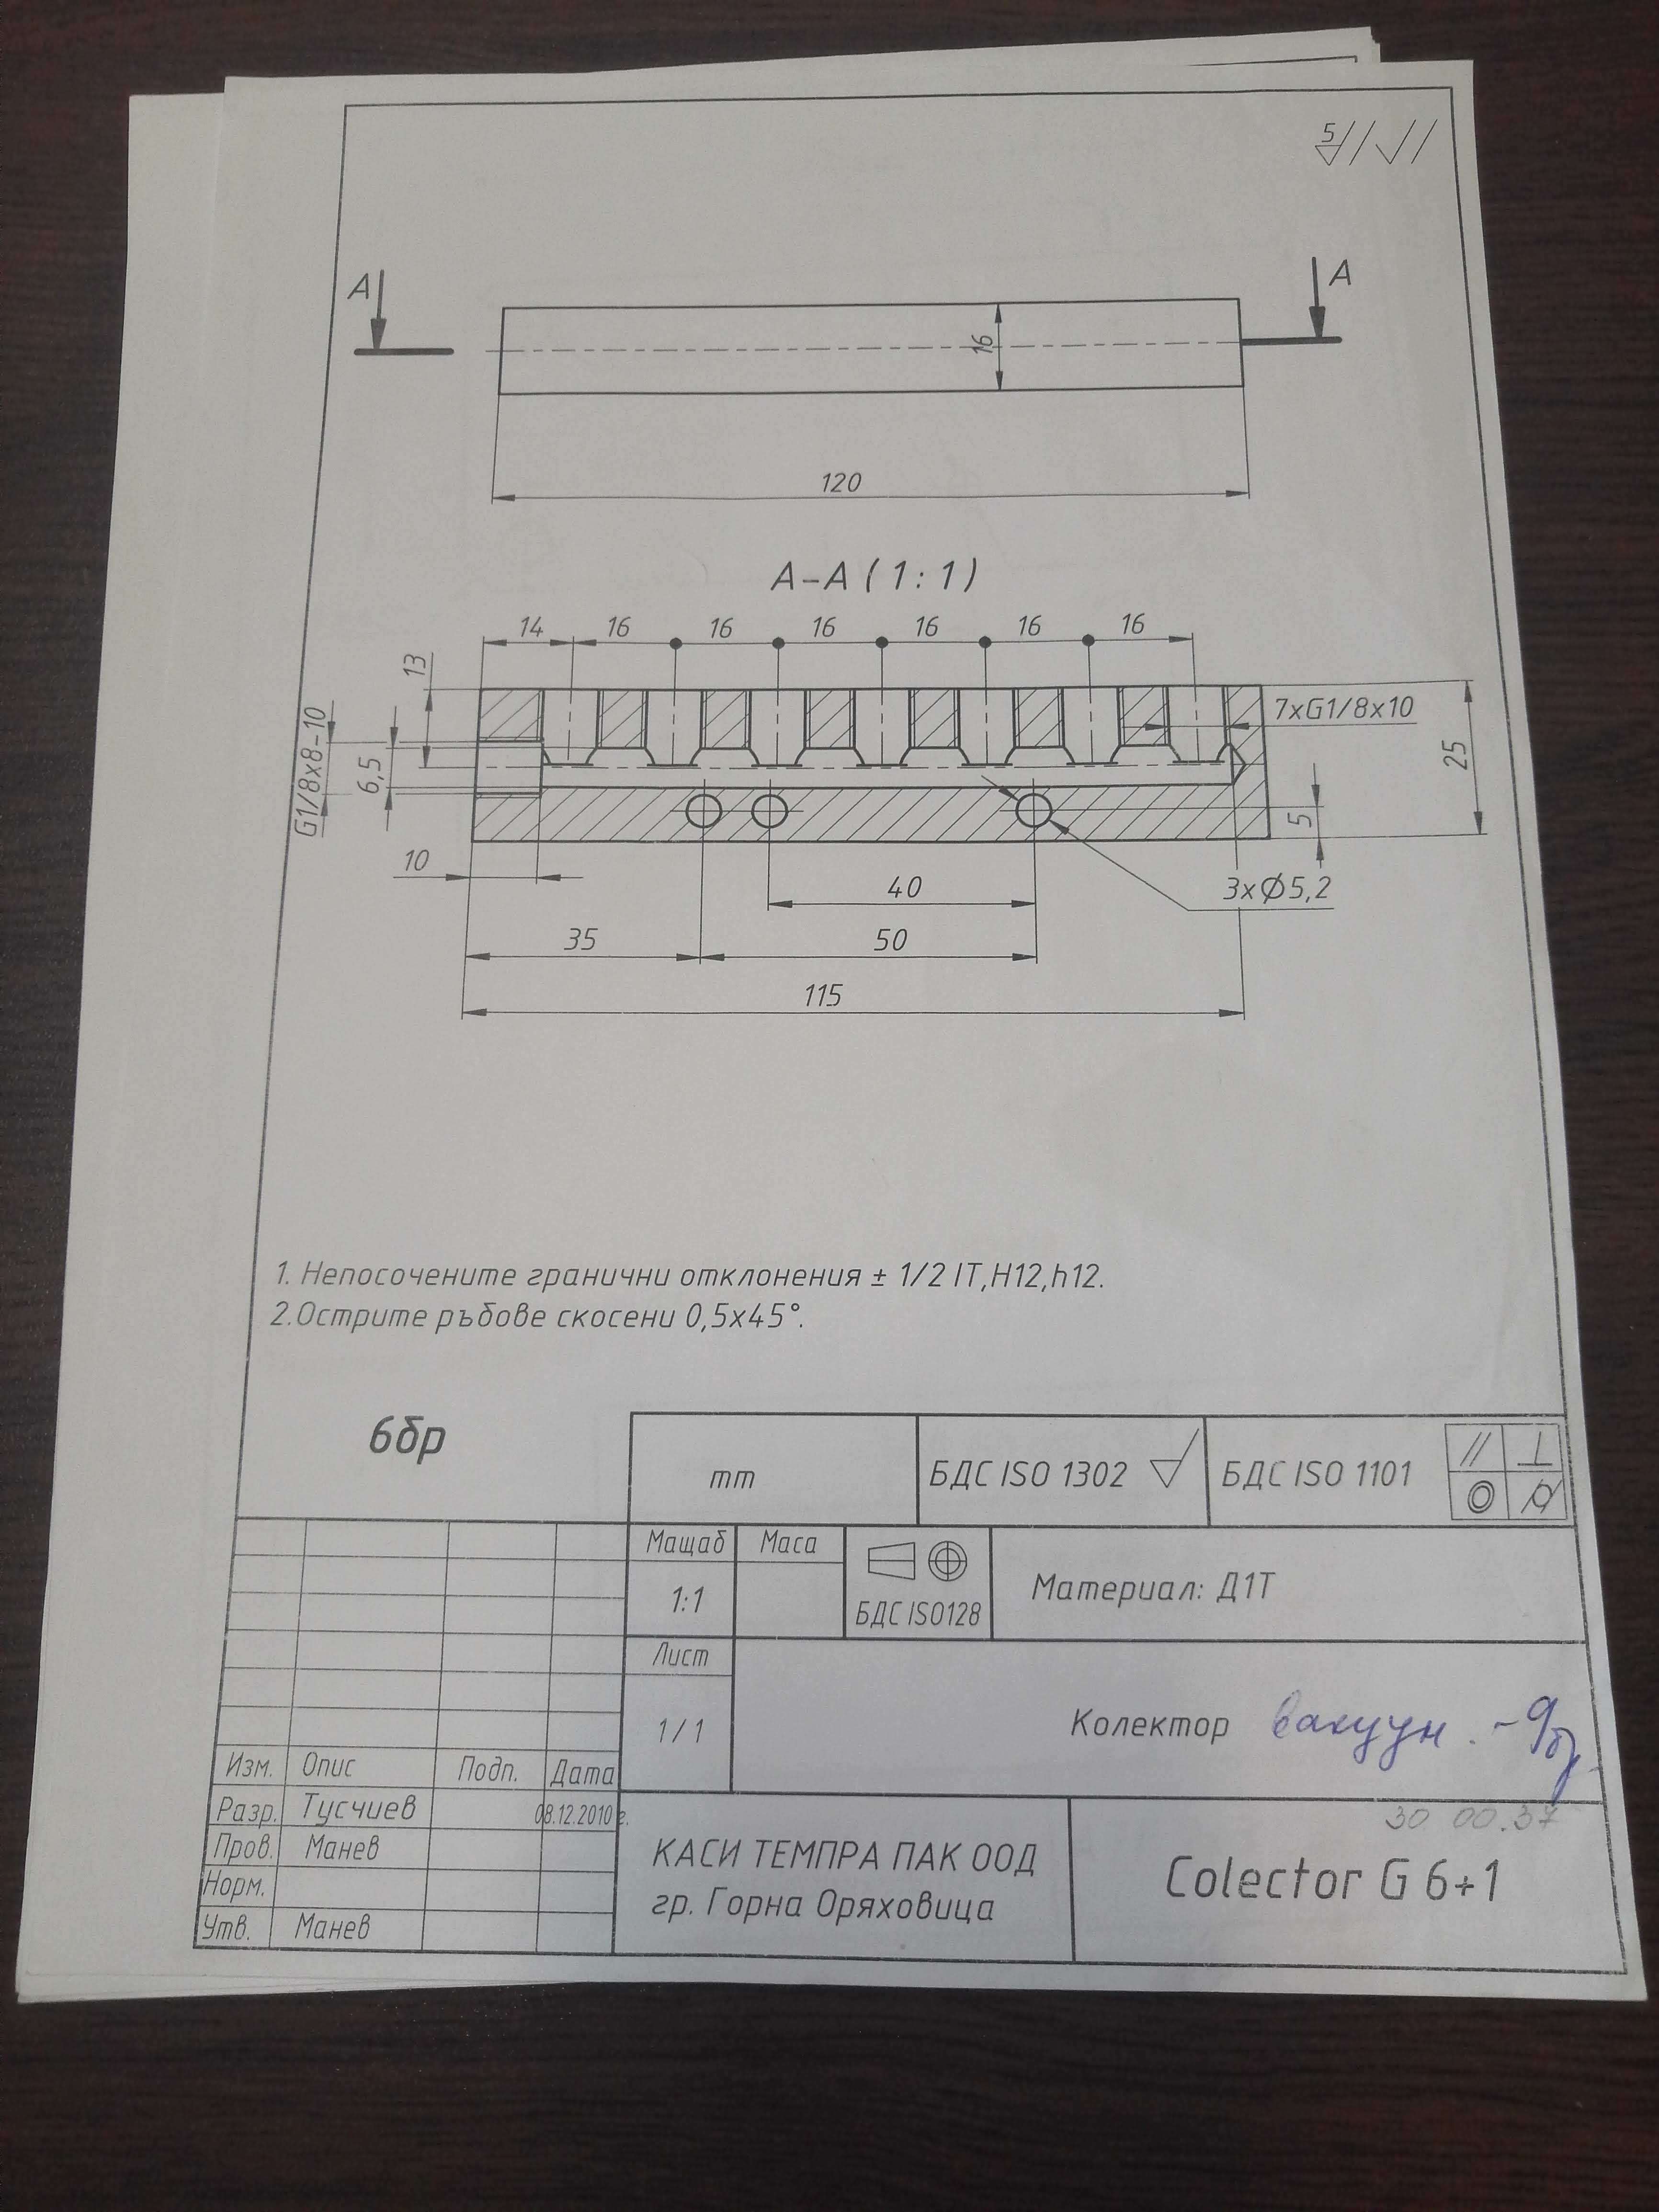 5
A
A
16
120
A-A (1:1)
14 16 16 16 16 16 16
13
7xG1/8x10
G1/8x8-10
6,5
25
5
10
40
3xØ5,2
35
50
115
1. Непосочените гранични отклонения ± 1/2 IT,H12,h12.
2.Острите ръбове скосени 0,5x45°.
6бр
mm
БДС ISO 1302
БДС ISO 1101
Мащаб
Маса
1:1
БДС ISO128
Материал: Д1Т
Лист
1/1
Колектор вакуум. -9бр
Изм. Опис Подп. Дата
Разр. Тусчиев 08.12.2010 г.
Пров. Манев
Норм.
Утв. Манев
КАСИ ТЕМПРА ПАК ООД
гр. Горна Оряховица
30 00.37
Colector G 6+1